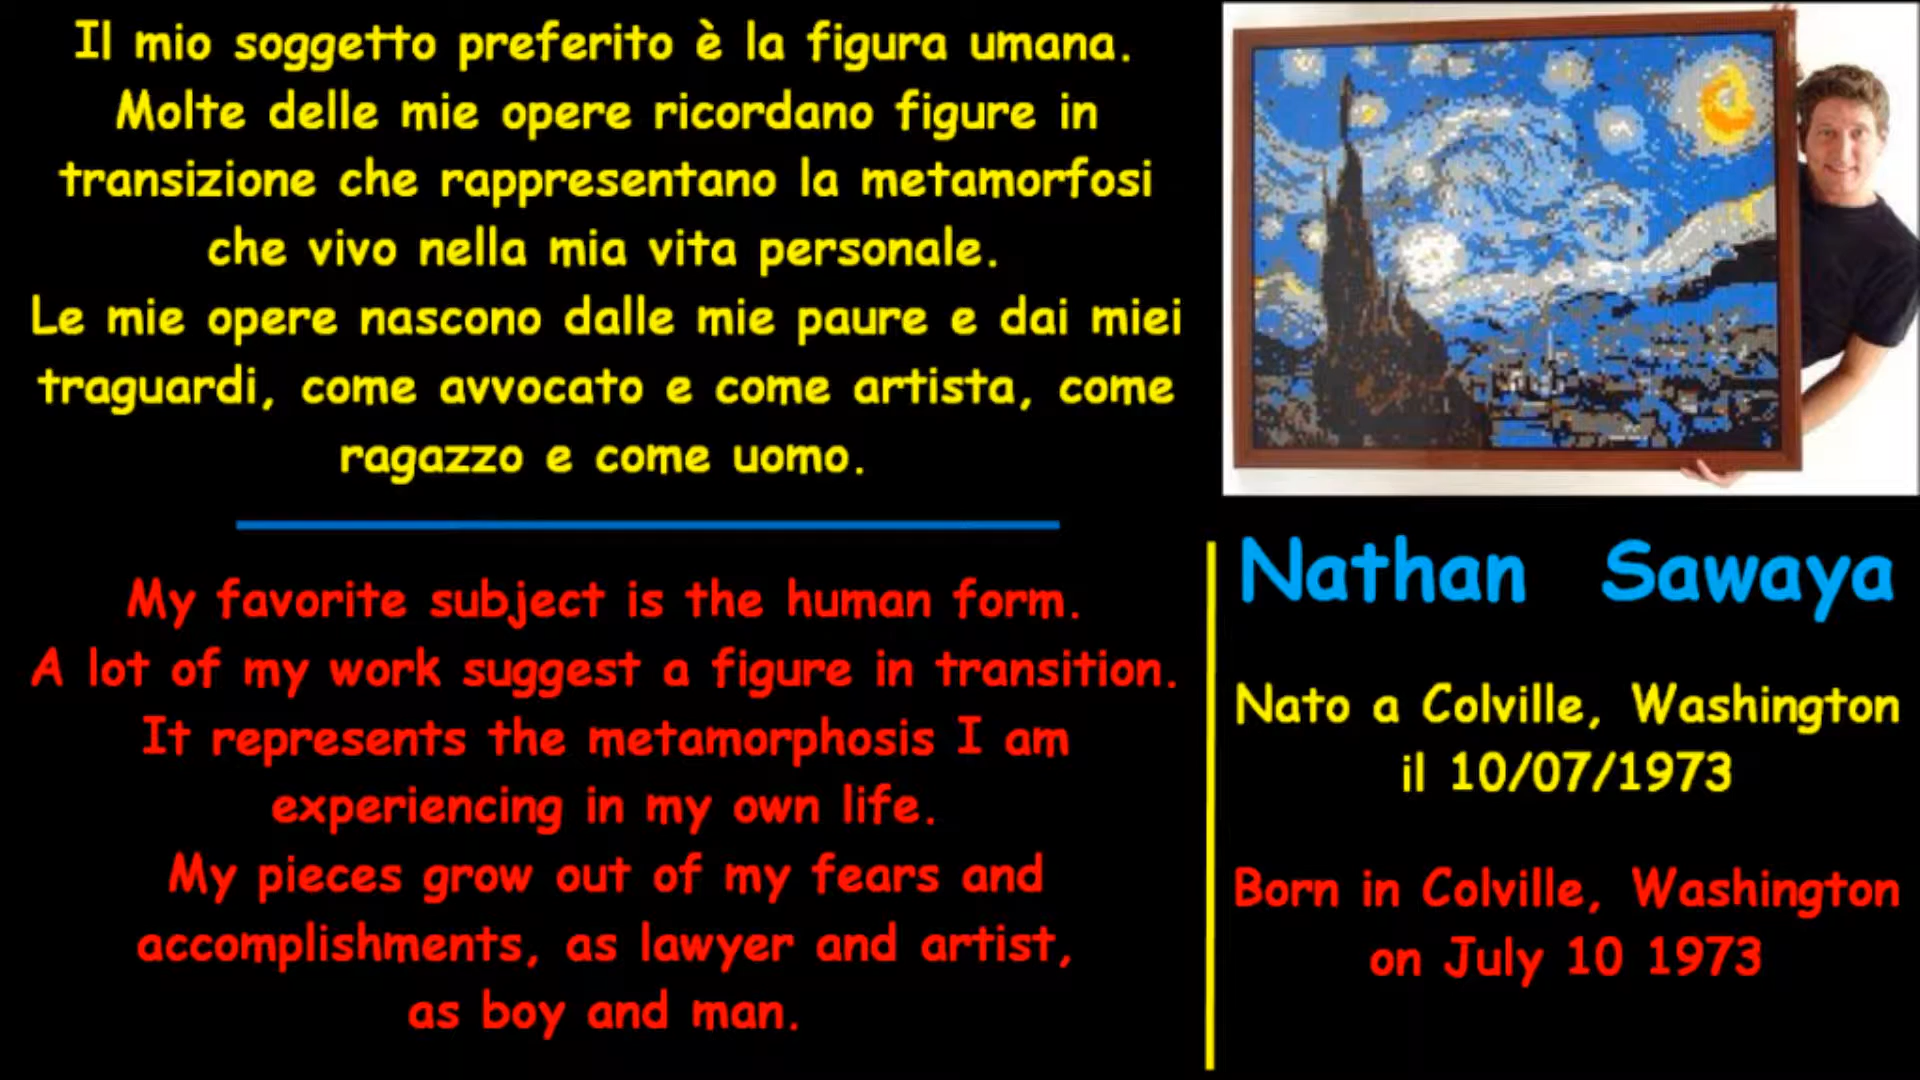 Il mio soggetto preferito è la figura umana.
Molte delle mie opere ricordano figure in
transizione che rappresentano la metamorfosi
che vivo nella mia vita personale.
Le mie opere nascono dalle mie paure e dai miei
traguardi, come avvocato e come artista, come
ragazzo e come uomo.
My favorite subject is the human form.
A lot of my work suggest a figure in transition.
It represents the metamorphosis I am
experiencing in my own life.
My pieces grow out of my fears and
accomplishments, as lawyer and artist,
as boy and man.
Nathan Sawaya
Nato a Colville, Washington
il 10/07/1973
Born in Colville, Washington
on July 10 1973